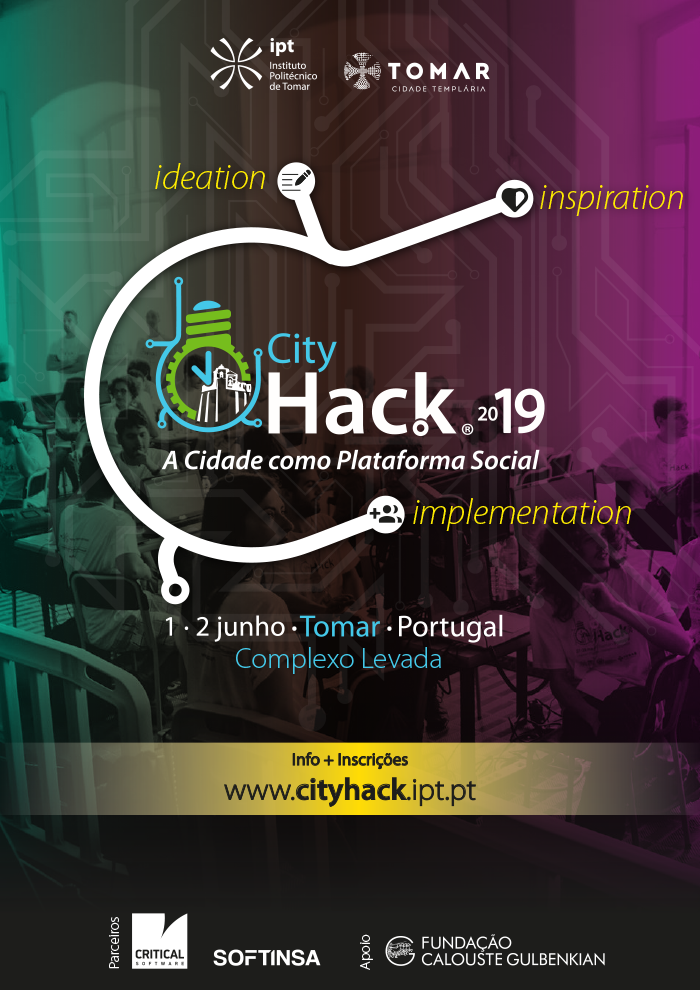 ipt
Instituto
Politécnico
de Tomar
TOMAR
CIDADE TEMPLÁRIA
ideation
inspiration
City
Hack ® 2019
A Cidade como Plataforma Social
implementation
1 · 2 junho · Tomar · Portugal
Complexo Levada
Info + Inscrições
www.cityhack.ipt.pt
Parceiros
CRITICAL
SOFTWARE
SOFTINSA
Apoio
FUNDAÇÃO
CALOUSTE GULBENKIAN